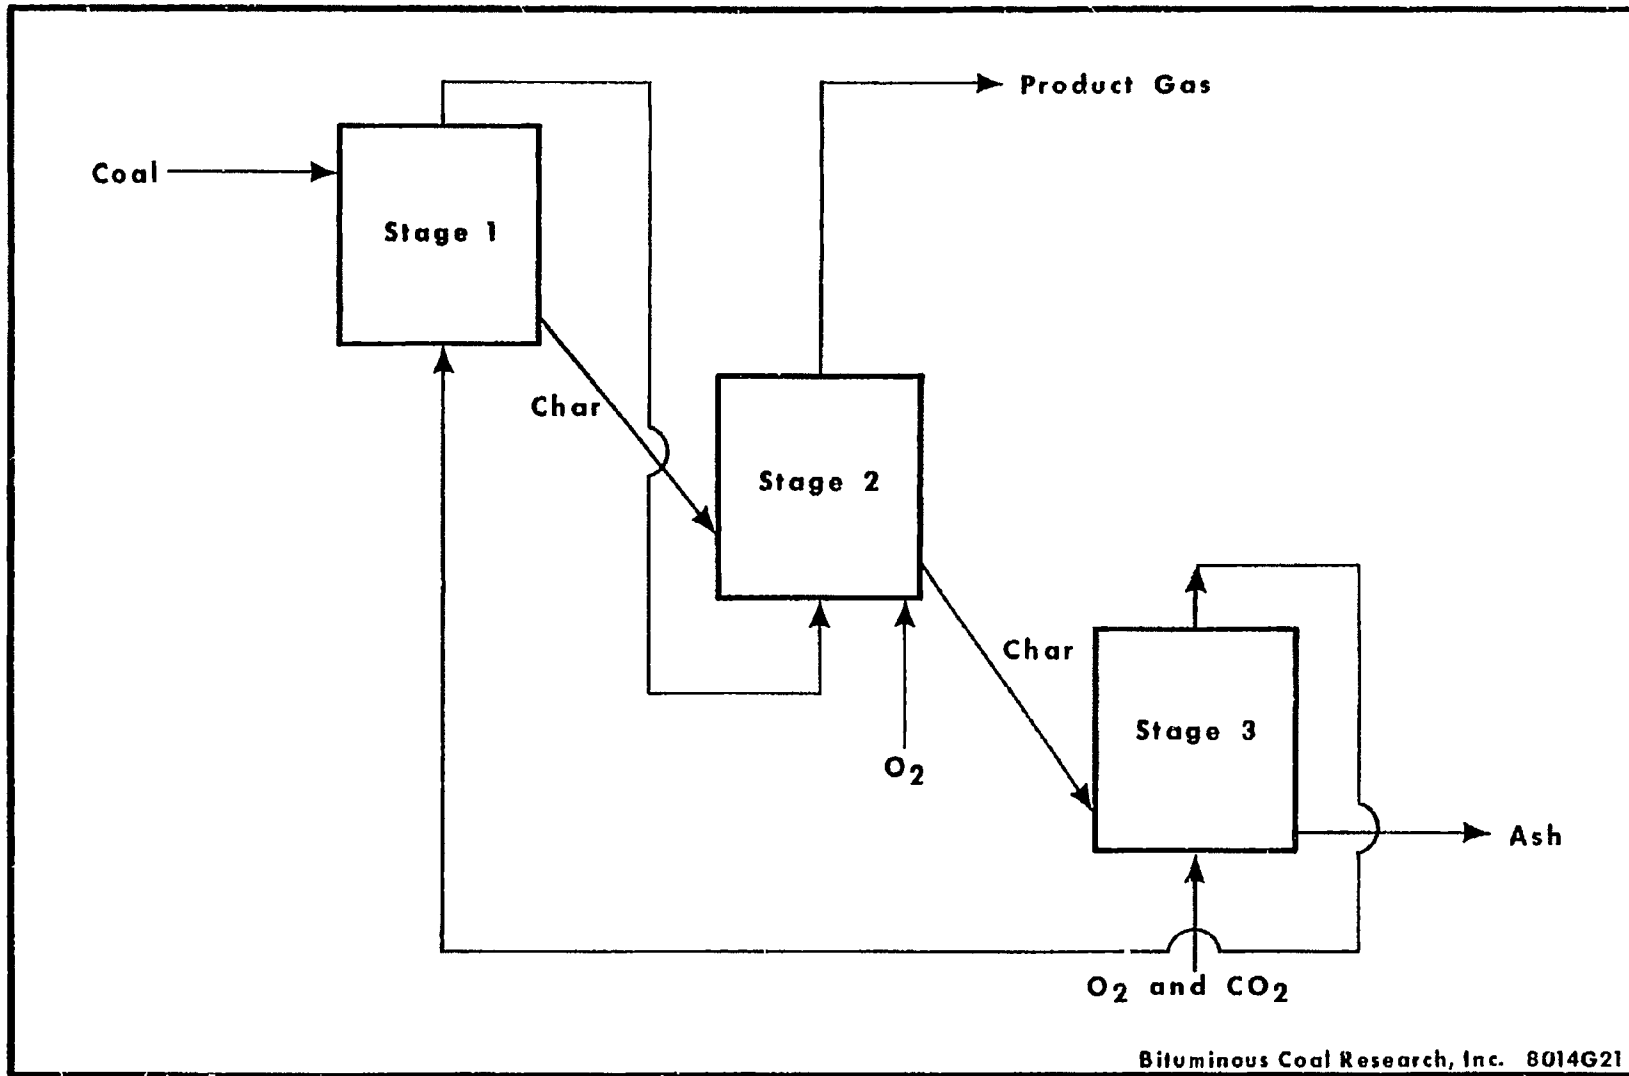 Product Gas
Coal
Stage 1
Char
Stage 2
Char
Stage 3
O2
Ash
O2 and CO2
Bituminous Coal Research, Inc. 8014G21